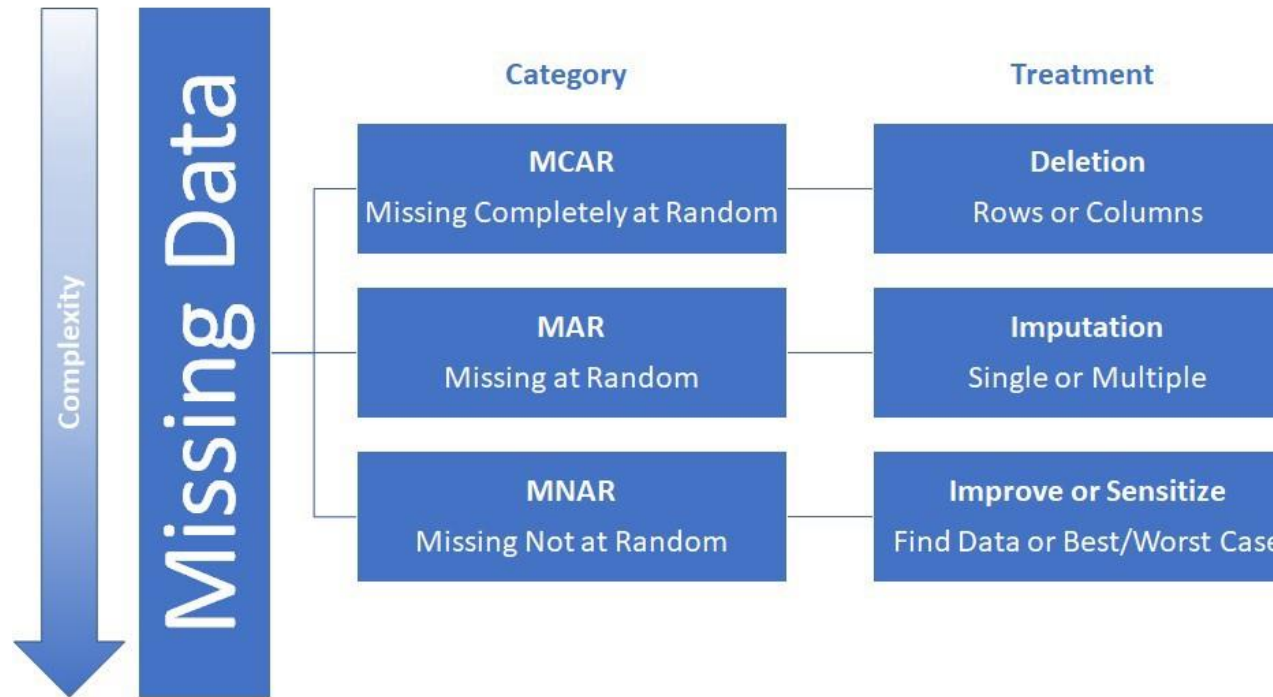 Complexity
Missing Data
Category
Treatment
MCAR
Missing Completely at Random
Deletion
Rows or Columns
MAR
Missing at Random
Imputation
Single or Multiple
MNAR
Missing Not at Random
Improve or Sensitize
Find Data or Best/Worst Case